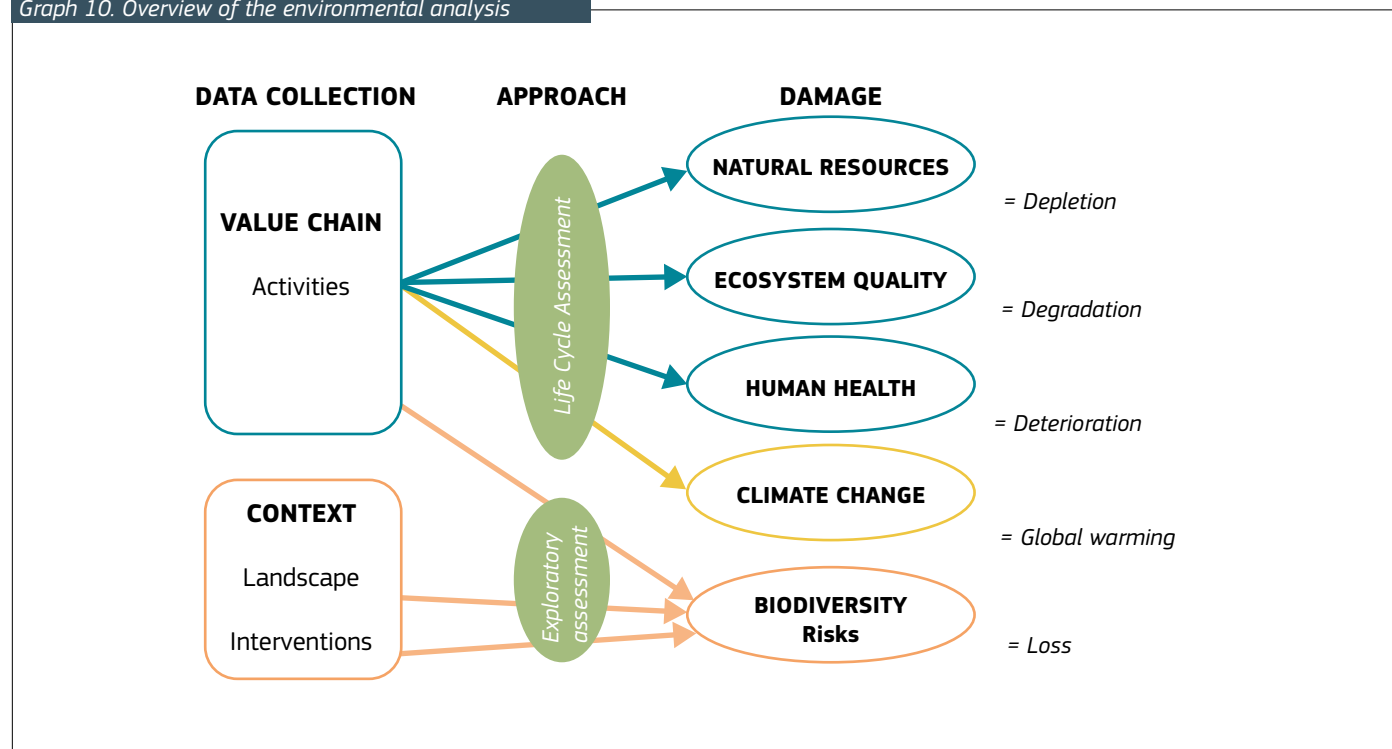 Graph 10. Overview of the environmental analysis
DATA COLLECTION
APPROACH
DAMAGE
VALUE CHAIN
Activities
Life Cycle Assessment
NATURAL RESOURCES
= Depletion
ECOSYSTEM QUALITY
= Degradation
HUMAN HEALTH
= Deterioration
CLIMATE CHANGE
= Global warming
CONTEXT
Landscape
Interventions
Exploratory
assessment
BIODIVERSITY
Risks
= Loss